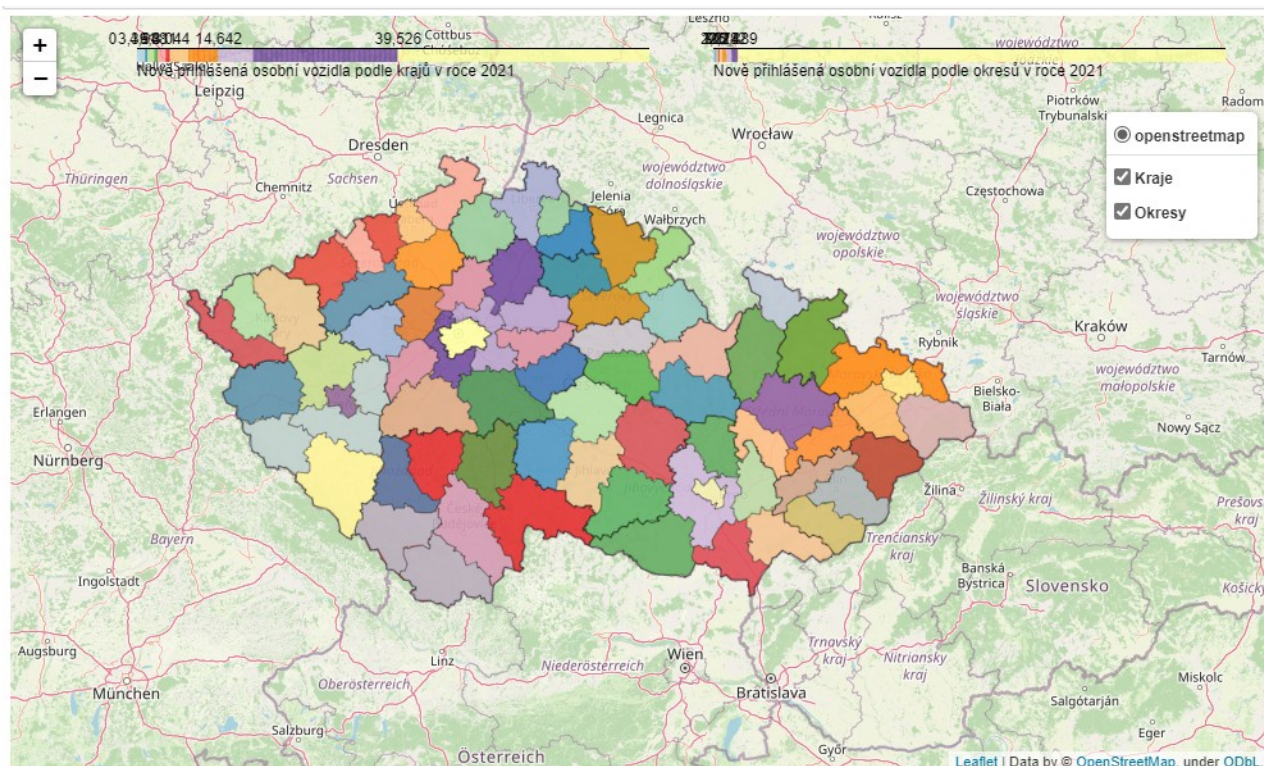 Leszno
Cottbus
Chóśebuz
województwo
łódzkie
14,642
39,526
Nově přihlášená osobní vozidla podle krajů v roce 2021
Nově přihlášená osobní vozidla podle okresů v roce 2021
+
−
Leipzig
Piotrków
Trybunalski
Radom
Legnica
Wrocław
openstreetmap
Kraje
Okresy
Dresden
Thüringen
Chemnitz
Sachsen
województwo
dolnośląskie
Częstochowa
Jelenia
Góra
Wałbrzych
województwo
opolskie
województwo
śląskie
Kraków
Rybnik
Tarnów
Bielsko-
Biała
województwo
małopolskie
Erlangen
Nowy Sącz
Nürnberg
Žilina
Žilinský kraj
Prešovs
kraj
Bayern
Trenčiansky
kraj
Ingolstadt
Banská
Bystrica
Slovensko
Košický
Augsburg
Linz
Niederösterreich
Wien
Trnavský
kraj
Nitriansky
kraj
München
Oberösterreich
Bratislava
Miskolc
Salgótarján
Salzburg
Eger
Österreich
Győr
Leaflet | Data by © OpenStreetMap, under ODbL.